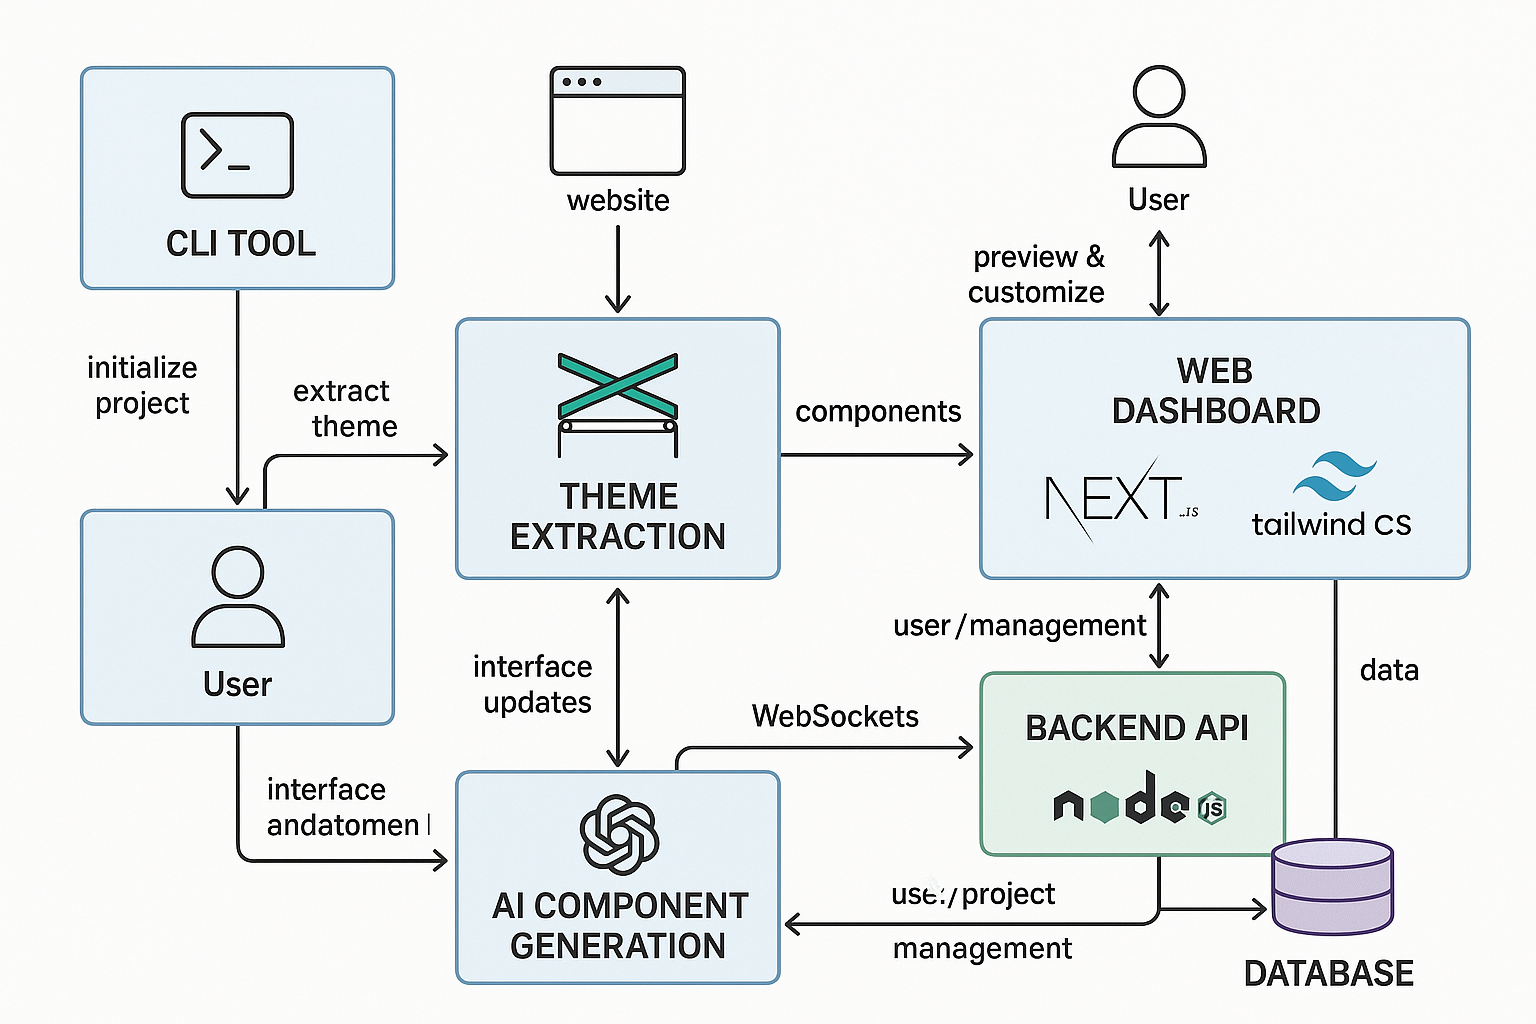 CLI TOOL
website
User
preview &
customize
initialize
project
extract
theme
components
WEB
DASHBOARD
NEXT.JS
tailwind CS
THEME
EXTRACTION
User
interface
updates
user/management
data
WebSockets
BACKEND API
node
JS
interface
andatomen
AI COMPONENT
GENERATION
use./project
management
DATABASE